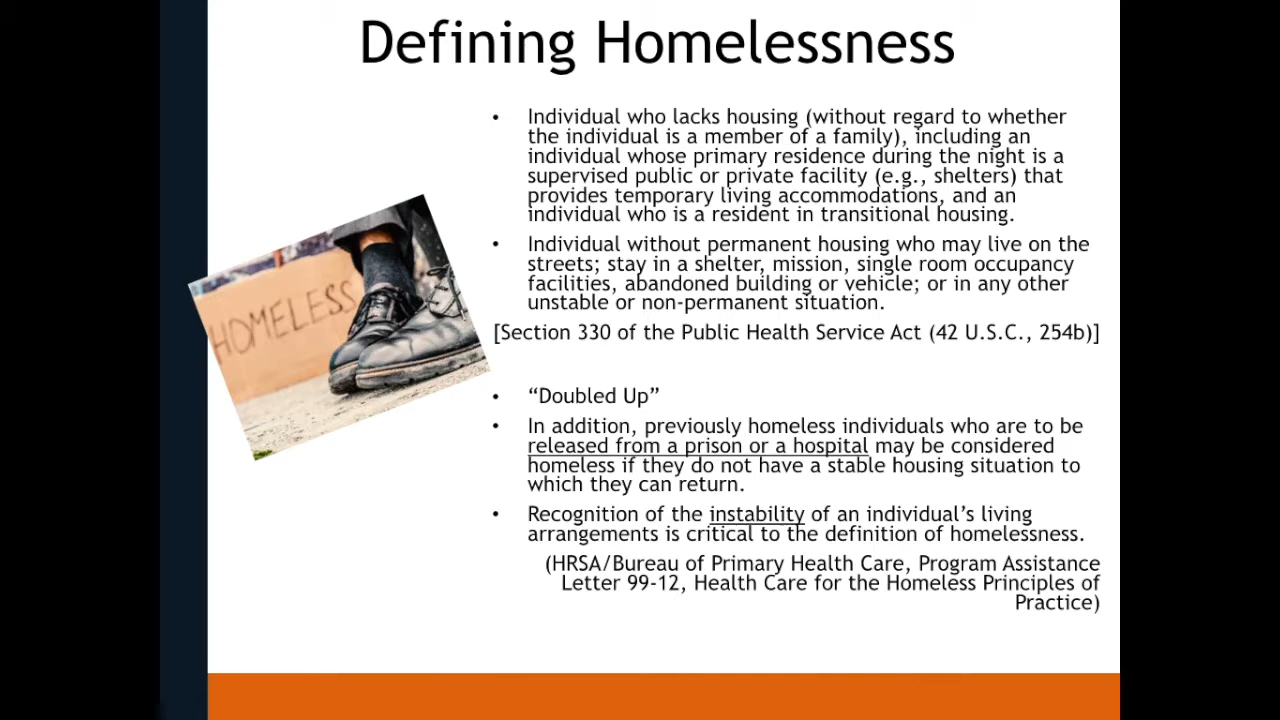 Defining Homelessness
• Individual who lacks housing (without regard to whether
the individual is a member of a family), including an
individual whose primary residence during the night is a
supervised public or private facility (e.g., shelters) that
provides temporary living accommodations, and an
individual who is a resident in transitional housing.
• Individual without permanent housing who may live on the
streets; stay in a shelter, mission, single room occupancy
facilities, abandoned building or vehicle; or in any other
unstable or non-permanent situation.
[Section 330 of the Public Health Service Act (42 U.S.C., 254b)]
HOMELESS
• “Doubled Up”
• In addition, previously homeless individuals who are to be
released from a prison or a hospital may be considered
homeless if they do not have a stable housing situation to
which they can return.
• Recognition of the instability of an individual’s living
arrangements is critical to the definition of homelessness.
(HRSA/Bureau of Primary Health Care, Program Assistance
Letter 99-12, Health Care for the Homeless Principles of
Practice)